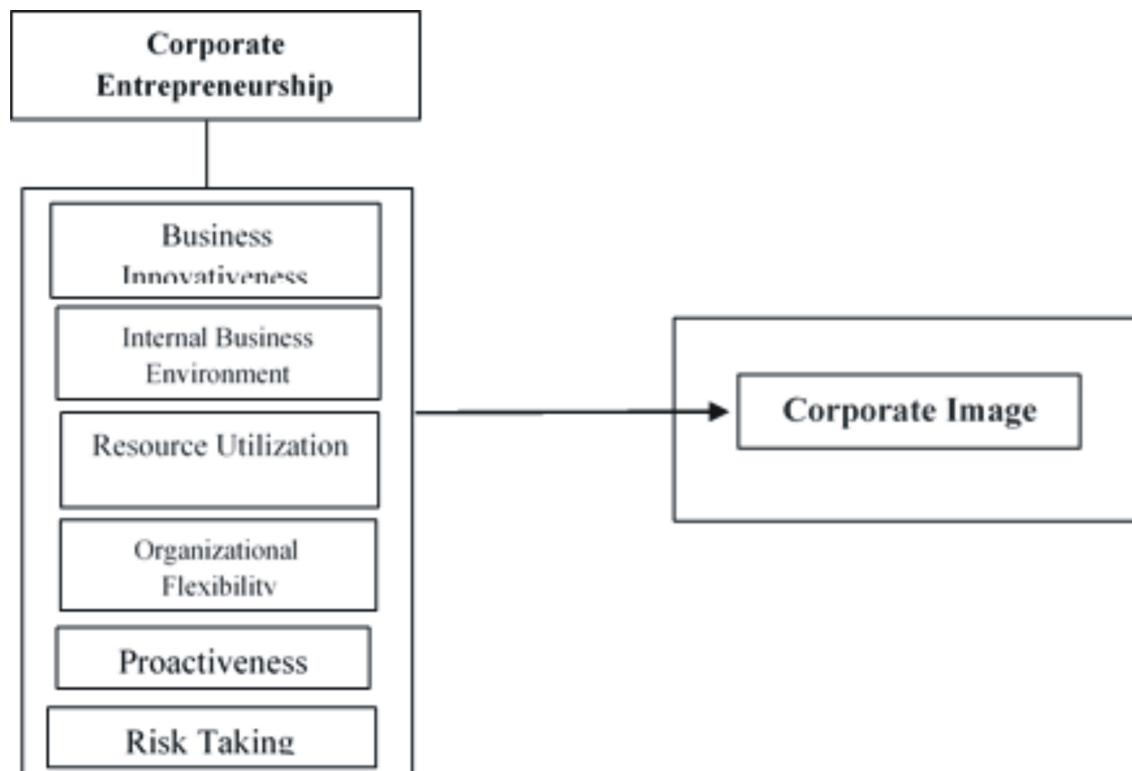 Corporate
Entrepreneurship
Business
Innovativeness
Internal Business
Environment
Resource Utilization
Organizational
Flexibility
Proactiveness
Risk Taking
Corporate Image